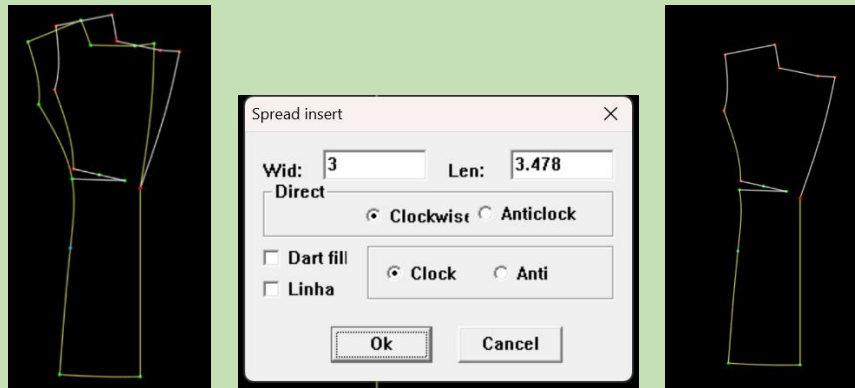 Spread insert
Wid: 3 Len: 3.478
Direct
Clockwise Anticlock
Dart fill
Clock Anti
Linha
Ok Cancel